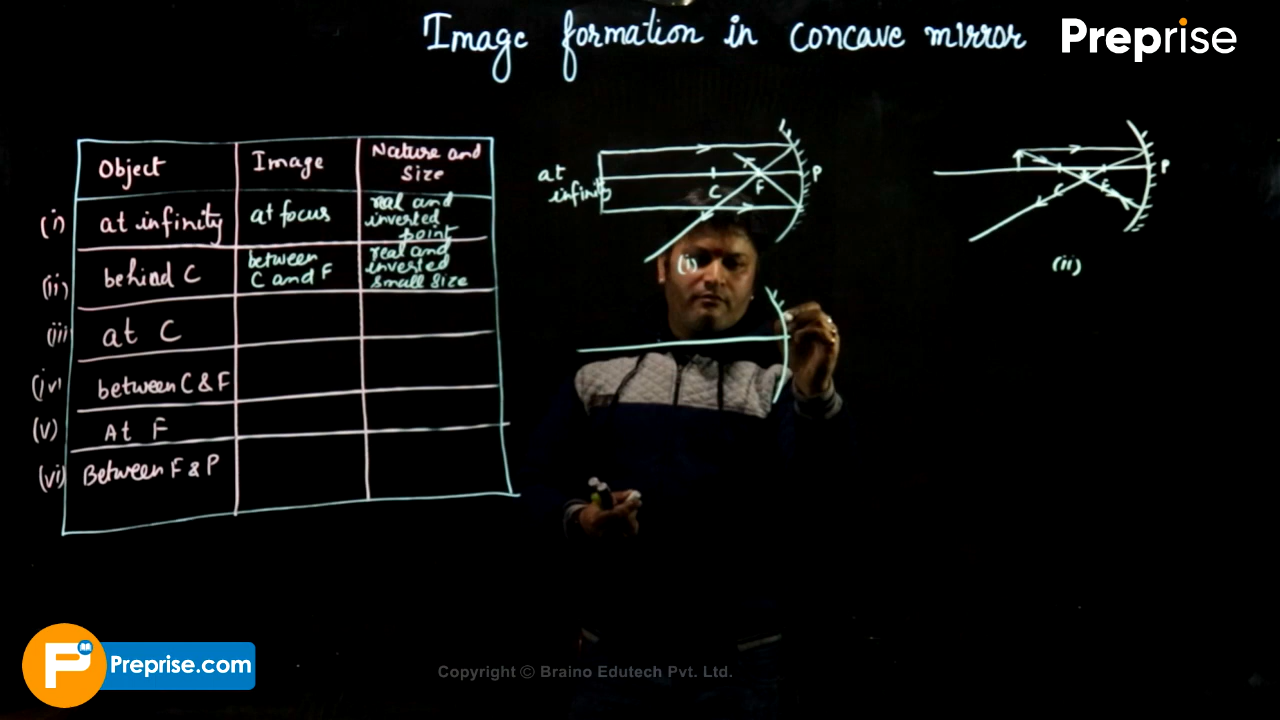 Image formation in concave mirror
Preprise
Object
Image
Nature and
Size
(i)
at infinity
at focus
real and
inverted
point
(ii)
behind C
between
C and F
real and
inverted
small size
(iii)
at C
(iv)
between C & F
(v)
At F
(vi)
Between F & P
at
infinity
C
F
P
(i)
C
F
P
(ii)
P
Preprise.com
Copyright © Braino Edutech Pvt. Ltd.